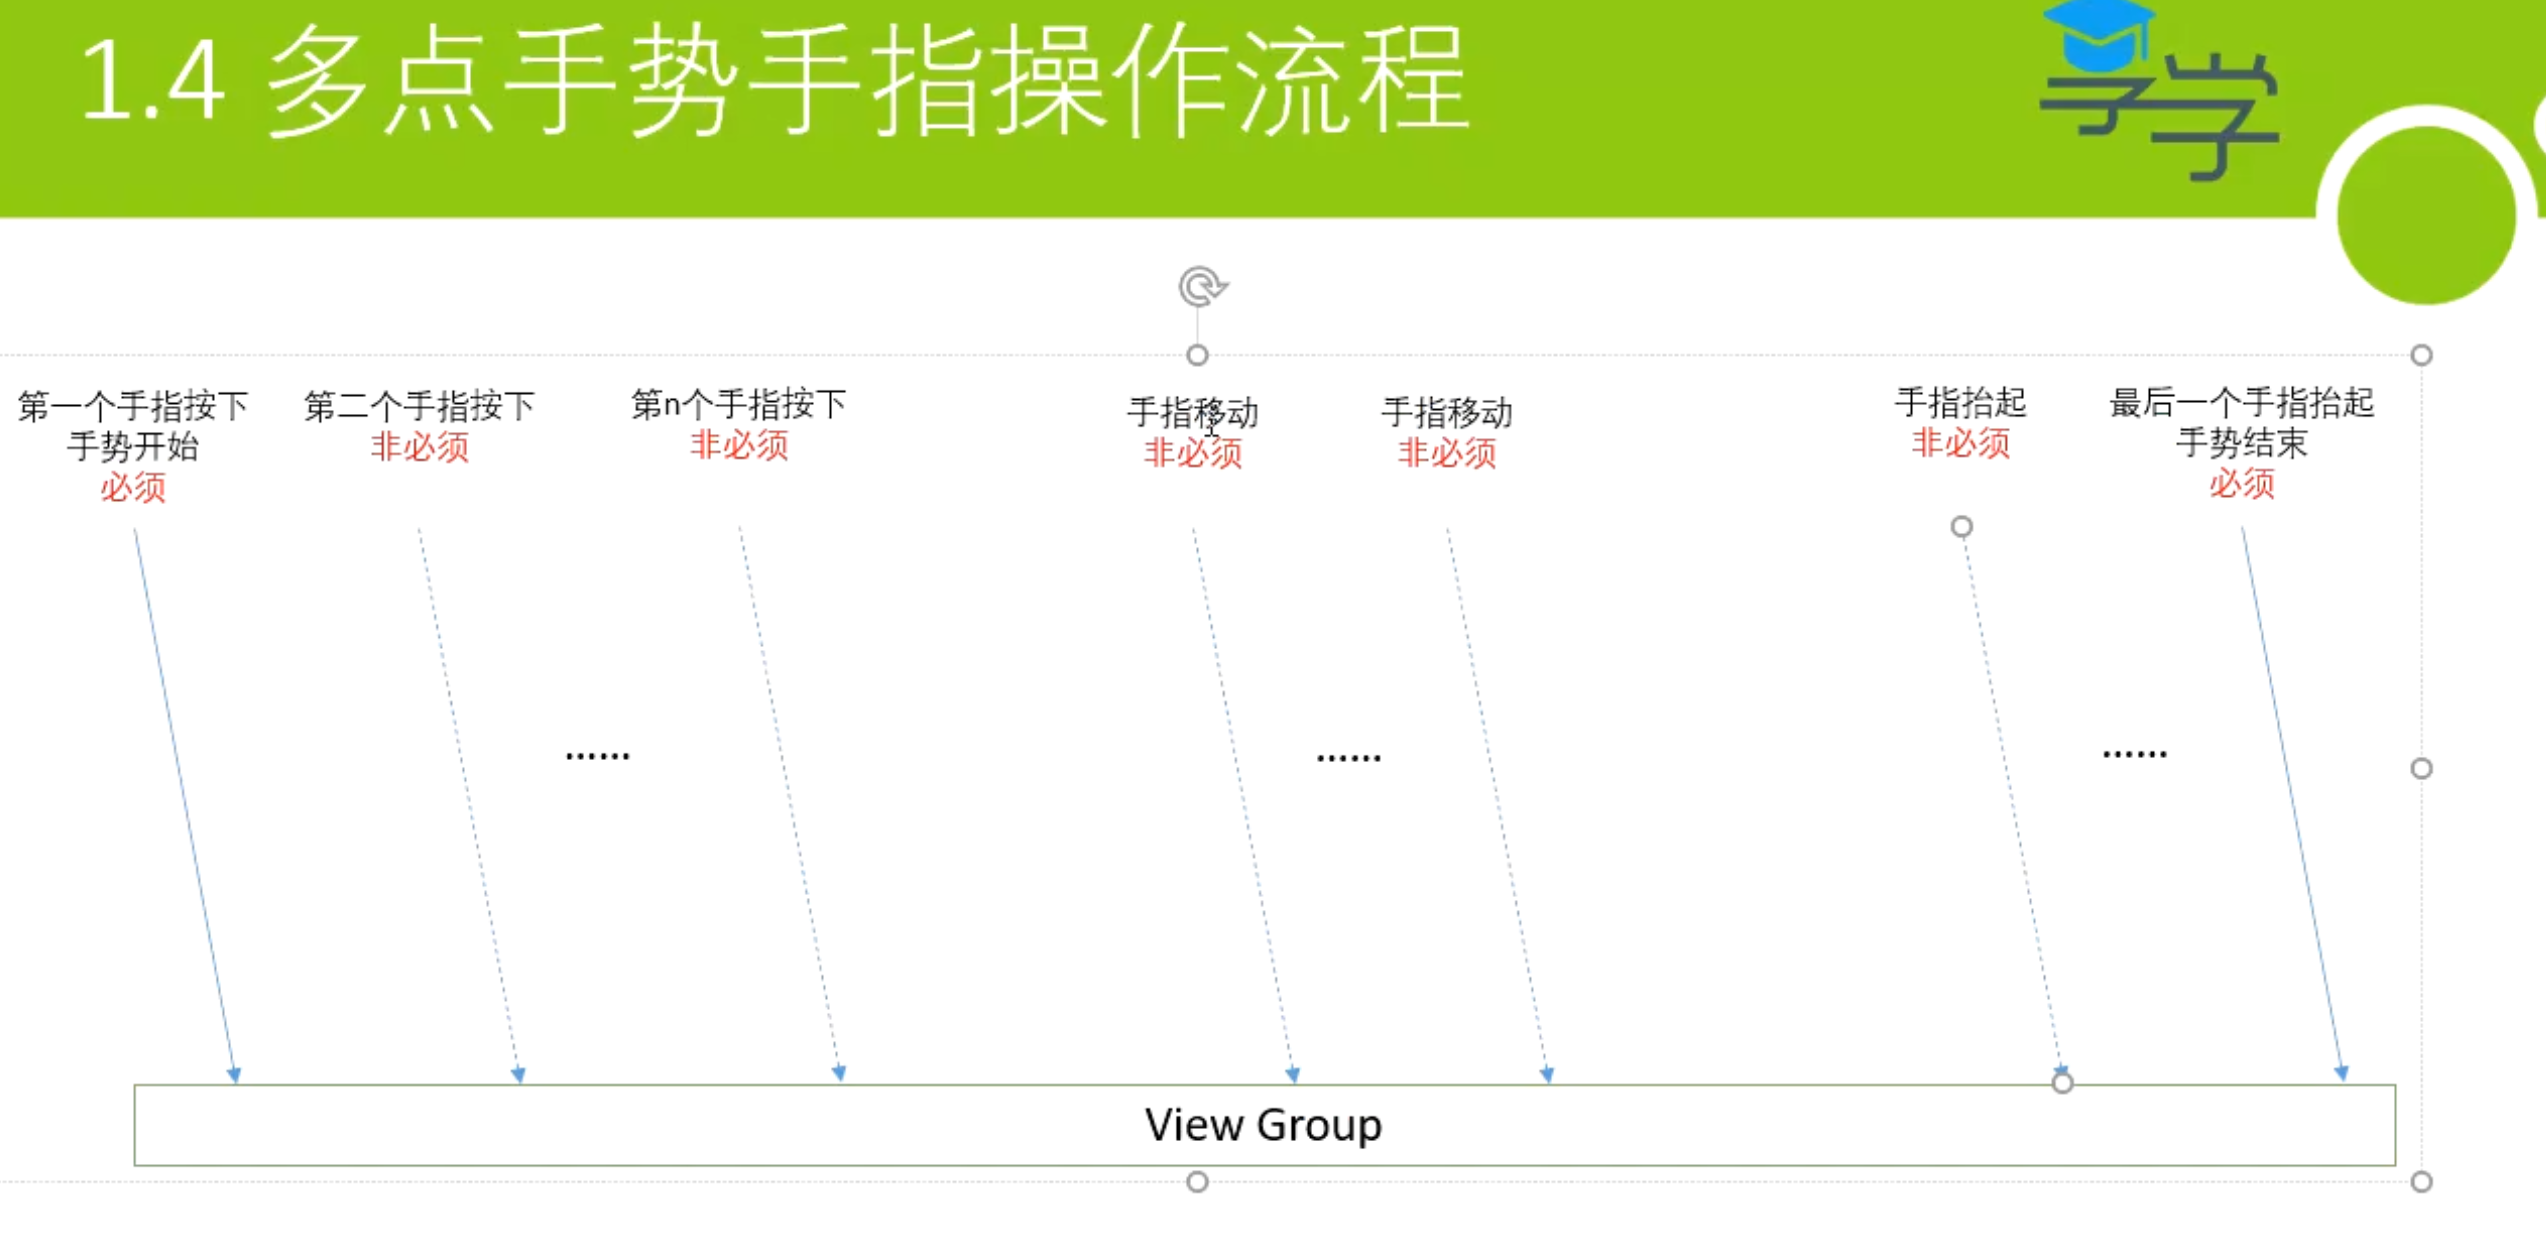 1.4 多点手势手指操作流程
享学
第一个手指按下
手势开始
必须
第二个手指按下
非必须
第n个手指按下
非必须
手指移动
非必须
手指移动
非必须
手指抬起
非必须
最后一个手指抬起
手势结束
必须
......
......
......
View Group